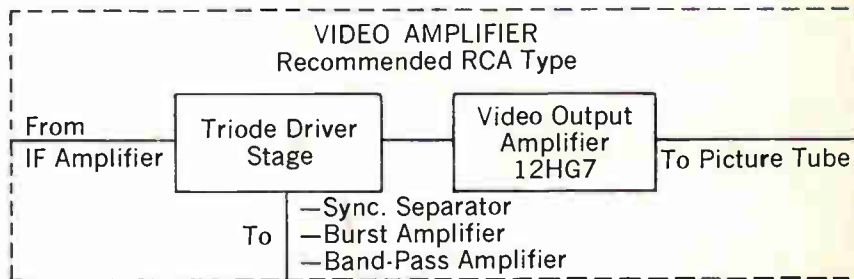 VIDEO AMPLIFIER
Recommended RCA Type
From
IF Amplifier
Triode Driver
Stage
Video Output
Amplifier
12HG7
To Picture Tube
To
—Sync. Separator
—Burst Amplifier
—Band-Pass Amplifier